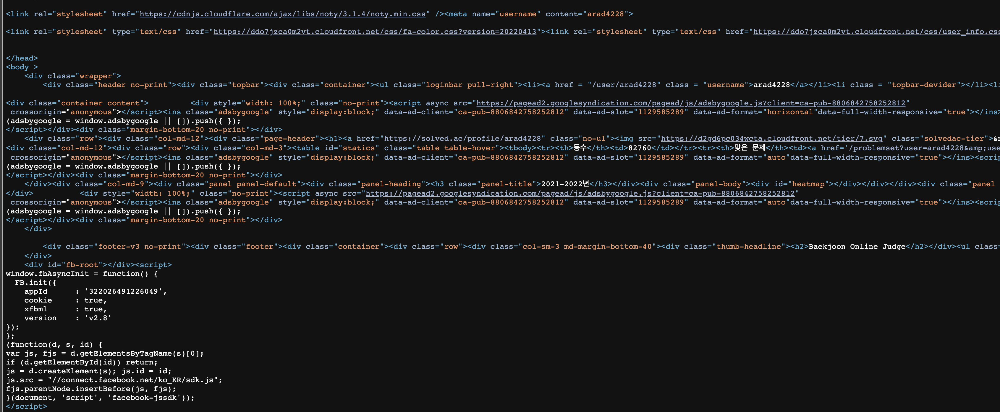 <link rel="stylesheet" href="https://cdnjs.cloudflare.com/ajax/libs/noty/3.1.4/noty.min.css" /><meta name="username" content="arad4228">
<link rel="stylesheet" type="text/css" href="https://ddo7jzca0m2vt.cloudfront.net/css/fa-color.css?version=20220413"><link rel="stylesheet" type="text/css" href="https://ddo7jzca0m2vt.cloudfront.net/css/user_info.css
</head>
<body >
    <div class="wrapper">
        <div class="header no-print"><div class="topbar"><div class="container"><ul class="loginbar pull-right"><li><a href = "/user/arad4228" class = "username">arad4228</a></li><li class = "topbar-devider"></li><li
<div class="container content">         <div style="width: 100%;" class="no-print"><script async src="https://pagead2.googlesyndication.com/pagead/js/adsbygoogle.js?client=ca-pub-8806842758252812"
 crossorigin="anonymous"></script><ins class="adsbygoogle" style="display:block;" data-ad-client="ca-pub-8806842758252812" data-ad-slot="1129585289" data-ad-format="horizontal"data-full-width-responsive="true"></ins>
(adsbygoogle = window.adsbygoogle || []).push({ });
</script></div><div class="margin-bottom-20 no-print"></div>
    <div class="row"><div class="col-md-12"><div class="page-header"><h1><a href="https://solved.ac/profile/arad4228" class="no-ul"><img src="https://d2gd6pc034wcta.cloudfront.net/tier/7.svg" class="solvedac-tier">&n
<div class="col-md-12"><div class="row"><div class="col-md-3"><table id="statics" class="table table-hover"><tbody><tr><th>등수</th><td>82760</td></tr><tr><th>맞은 문제</th><td><a href='/problemset?user=arad4228&amp;use
 crossorigin="anonymous"></script><ins class="adsbygoogle" style="display:block;" data-ad-client="ca-pub-8806842758252812" data-ad-slot="1129585289" data-ad-format="auto"data-full-width-responsive="true"></ins><scrip
(adsbygoogle = window.adsbygoogle || []).push({ });
</script></div><div class="margin-bottom-20 no-print"></div>
    </div><div class="col-md-9"><div class="panel panel-default"><div class="panel-heading"><h3 class="panel-title">2021-2022년</h3></div><div class="panel-body"><div id="heatmap"></div></div></div><div class="panel
</div>          <div style="width: 100%;" class="no-print"><script async src="https://pagead2.googlesyndication.com/pagead/js/adsbygoogle.js?client=ca-pub-8806842758252812"
 crossorigin="anonymous"></script><ins class="adsbygoogle" style="display:block;" data-ad-client="ca-pub-8806842758252812" data-ad-slot="1129585289" data-ad-format="auto"data-full-width-responsive="true"></ins><scrip
(adsbygoogle = window.adsbygoogle || []).push({ });
</script></div><div class="margin-bottom-20 no-print"></div>
    </div>
        <div class="footer-v3 no-print"><div class="footer"><div class="container"><div class="row"><div class="col-sm-3 md-margin-bottom-40"><div class="thumb-headline"><h2>Baekjoon Online Judge</h2></div><ul class=
    </div>
    <div id="fb-root"></div><script>
window.fbAsyncInit = function() {
  FB.init({
    appId      : '322026491226049',
    cookie     : true,
    xfbml      : true,
    version    : 'v2.8'
});
};
(function(d, s, id) {
var js, fjs = d.getElementsByTagName(s)[0];
if (d.getElementById(id)) return;
js = d.createElement(s); js.id = id;
js.src = "//connect.facebook.net/ko_KR/sdk.js";
fjs.parentNode.insertBefore(js, fjs);
}(document, 'script', 'facebook-jssdk'));
</script>